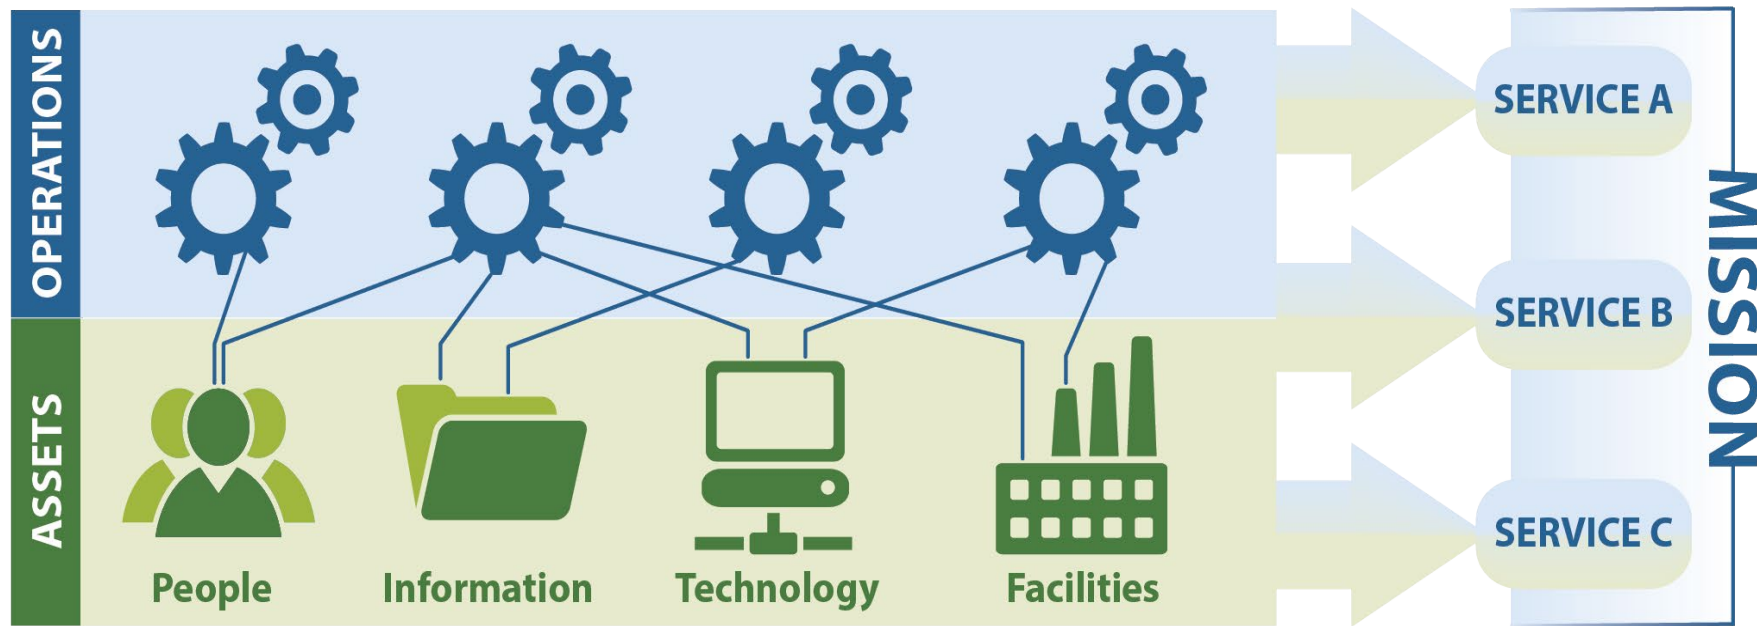 OPERATIONS
ASSETS
People
Information
Technology
Facilities
SERVICE A
SERVICE B
SERVICE C
MISSION